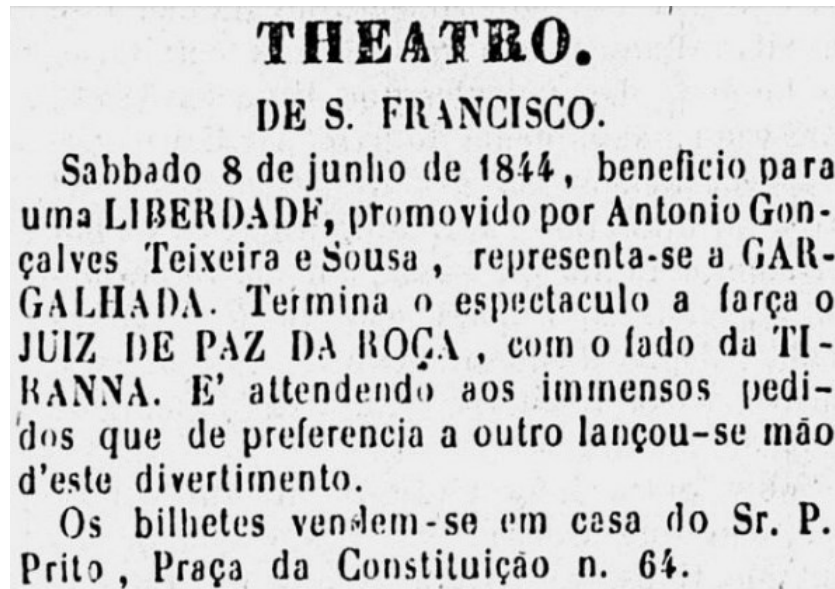 THEATRO.
DE S. FRANCISCO.
Sabbado 8 de junho de 1844, beneficio para
uma LIBERDADE, promovido por Antonio Gon-
çalves Teixeira e Sousa, representa-se a GAR-
GALHADA. Termina o espectaculo a farça o
JUIZ DE PAZ DA ROÇA, com o fado da TI-
RANNA. E' attendendo aos immensos pedi-
dos que de preferencia a outro lançou-se mão
d'este divertimento.
Os bilhetes vendem-se em casa do Sr. P.
Prito, Praça da Constituição n. 64.